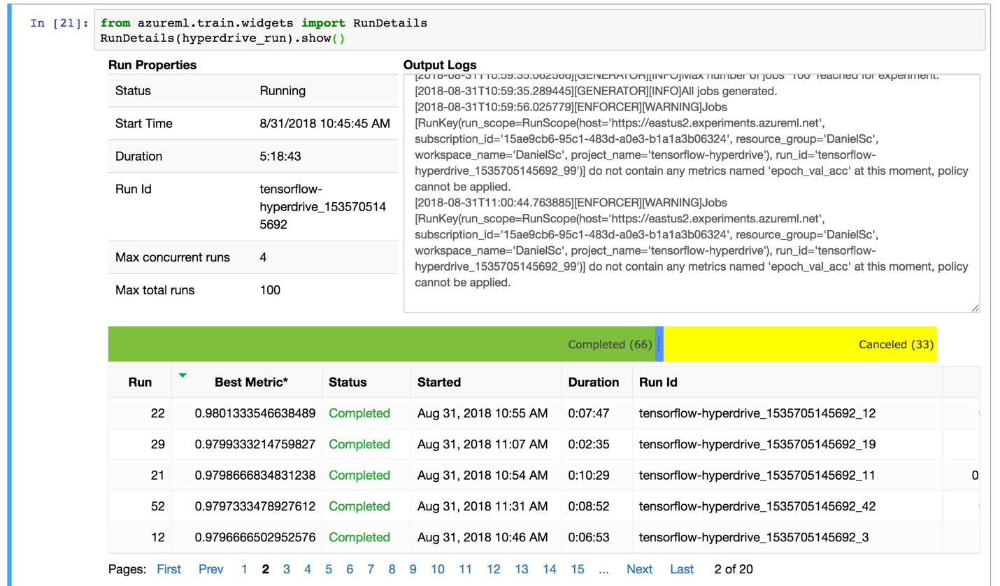 In [21]: from azureml.train.widgets import RunDetails
RunDetails(hyperdrive_run).show()
Run Properties
Status Running
Start Time 8/31/2018 10:45:45 AM
Duration 5:18:43
Run Id tensorflow-
hyperdrive_153570514
5692
Max concurrent runs 4
Max total runs 100
Output Logs
[2018-08-31T10:59:35.062566][GENERATOR][INFO]Max number of jobs '100' reached for experiment.
[2018-08-31T10:59:35.289445][GENERATOR][INFO]All jobs generated.
[2018-08-31T10:59:56.025779][ENFORCER][WARNING]Jobs
[RunKey(run_scope=RunScope(host='https://eastus2.experiments.azureml.net',
subscription_id='15ae9cb6-95c1-483d-a0e3-b1a1a3b06324', resource_group='DanielSc',
workspace_name='DanielSc', project_name='tensorflow-hyperdrive'), run_id='tensorflow-
hyperdrive_1535705145692_99')] do not contain any metrics named 'epoch_val_acc' at this moment, policy
cannot be applied.
[2018-08-31T11:00:44.763885][ENFORCER][WARNING]Jobs
[RunKey(run_scope=RunScope(host='https://eastus2.experiments.azureml.net',
subscription_id='15ae9cb6-95c1-483d-a0e3-b1a1a3b06324', resource_group='DanielSc',
workspace_name='DanielSc', project_name='tensorflow-hyperdrive'), run_id='tensorflow-
hyperdrive_1535705145692_99')] do not contain any metrics named 'epoch_val_acc' at this moment, policy
cannot be applied.
Completed (66) Canceled (33)
Run Best Metric* Status Started Duration Run Id
22 0.9801333546638489 Completed Aug 31, 2018 10:55 AM 0:07:47 tensorflow-hyperdrive_1535705145692_12
29 0.9799333214759827 Completed Aug 31, 2018 11:07 AM 0:02:35 tensorflow-hyperdrive_1535705145692_19
21 0.9798666834831238 Completed Aug 31, 2018 10:54 AM 0:10:29 tensorflow-hyperdrive_1535705145692_11 0
52 0.9797333478927612 Completed Aug 31, 2018 11:31 AM 0:08:52 tensorflow-hyperdrive_1535705145692_42
12 0.9796666502952576 Completed Aug 31, 2018 10:46 AM 0:06:53 tensorflow-hyperdrive_1535705145692_3
Pages: First Prev 1 2 3 4 5 6 7 8 9 10 11 12 13 14 15 ... Next Last 2 of 20